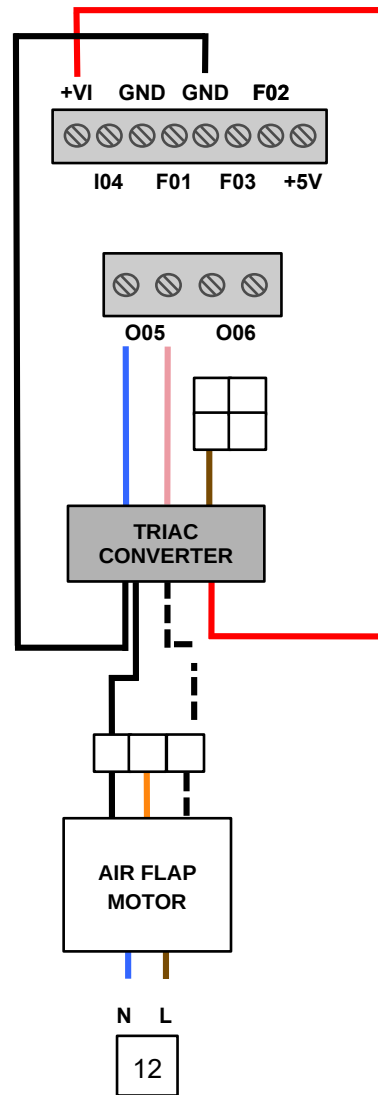 +VI GND GND F02
I04 F01 F03 +5V
O05 O06
TRIAC
CONVERTER
AIR FLAP
MOTOR
N L
12